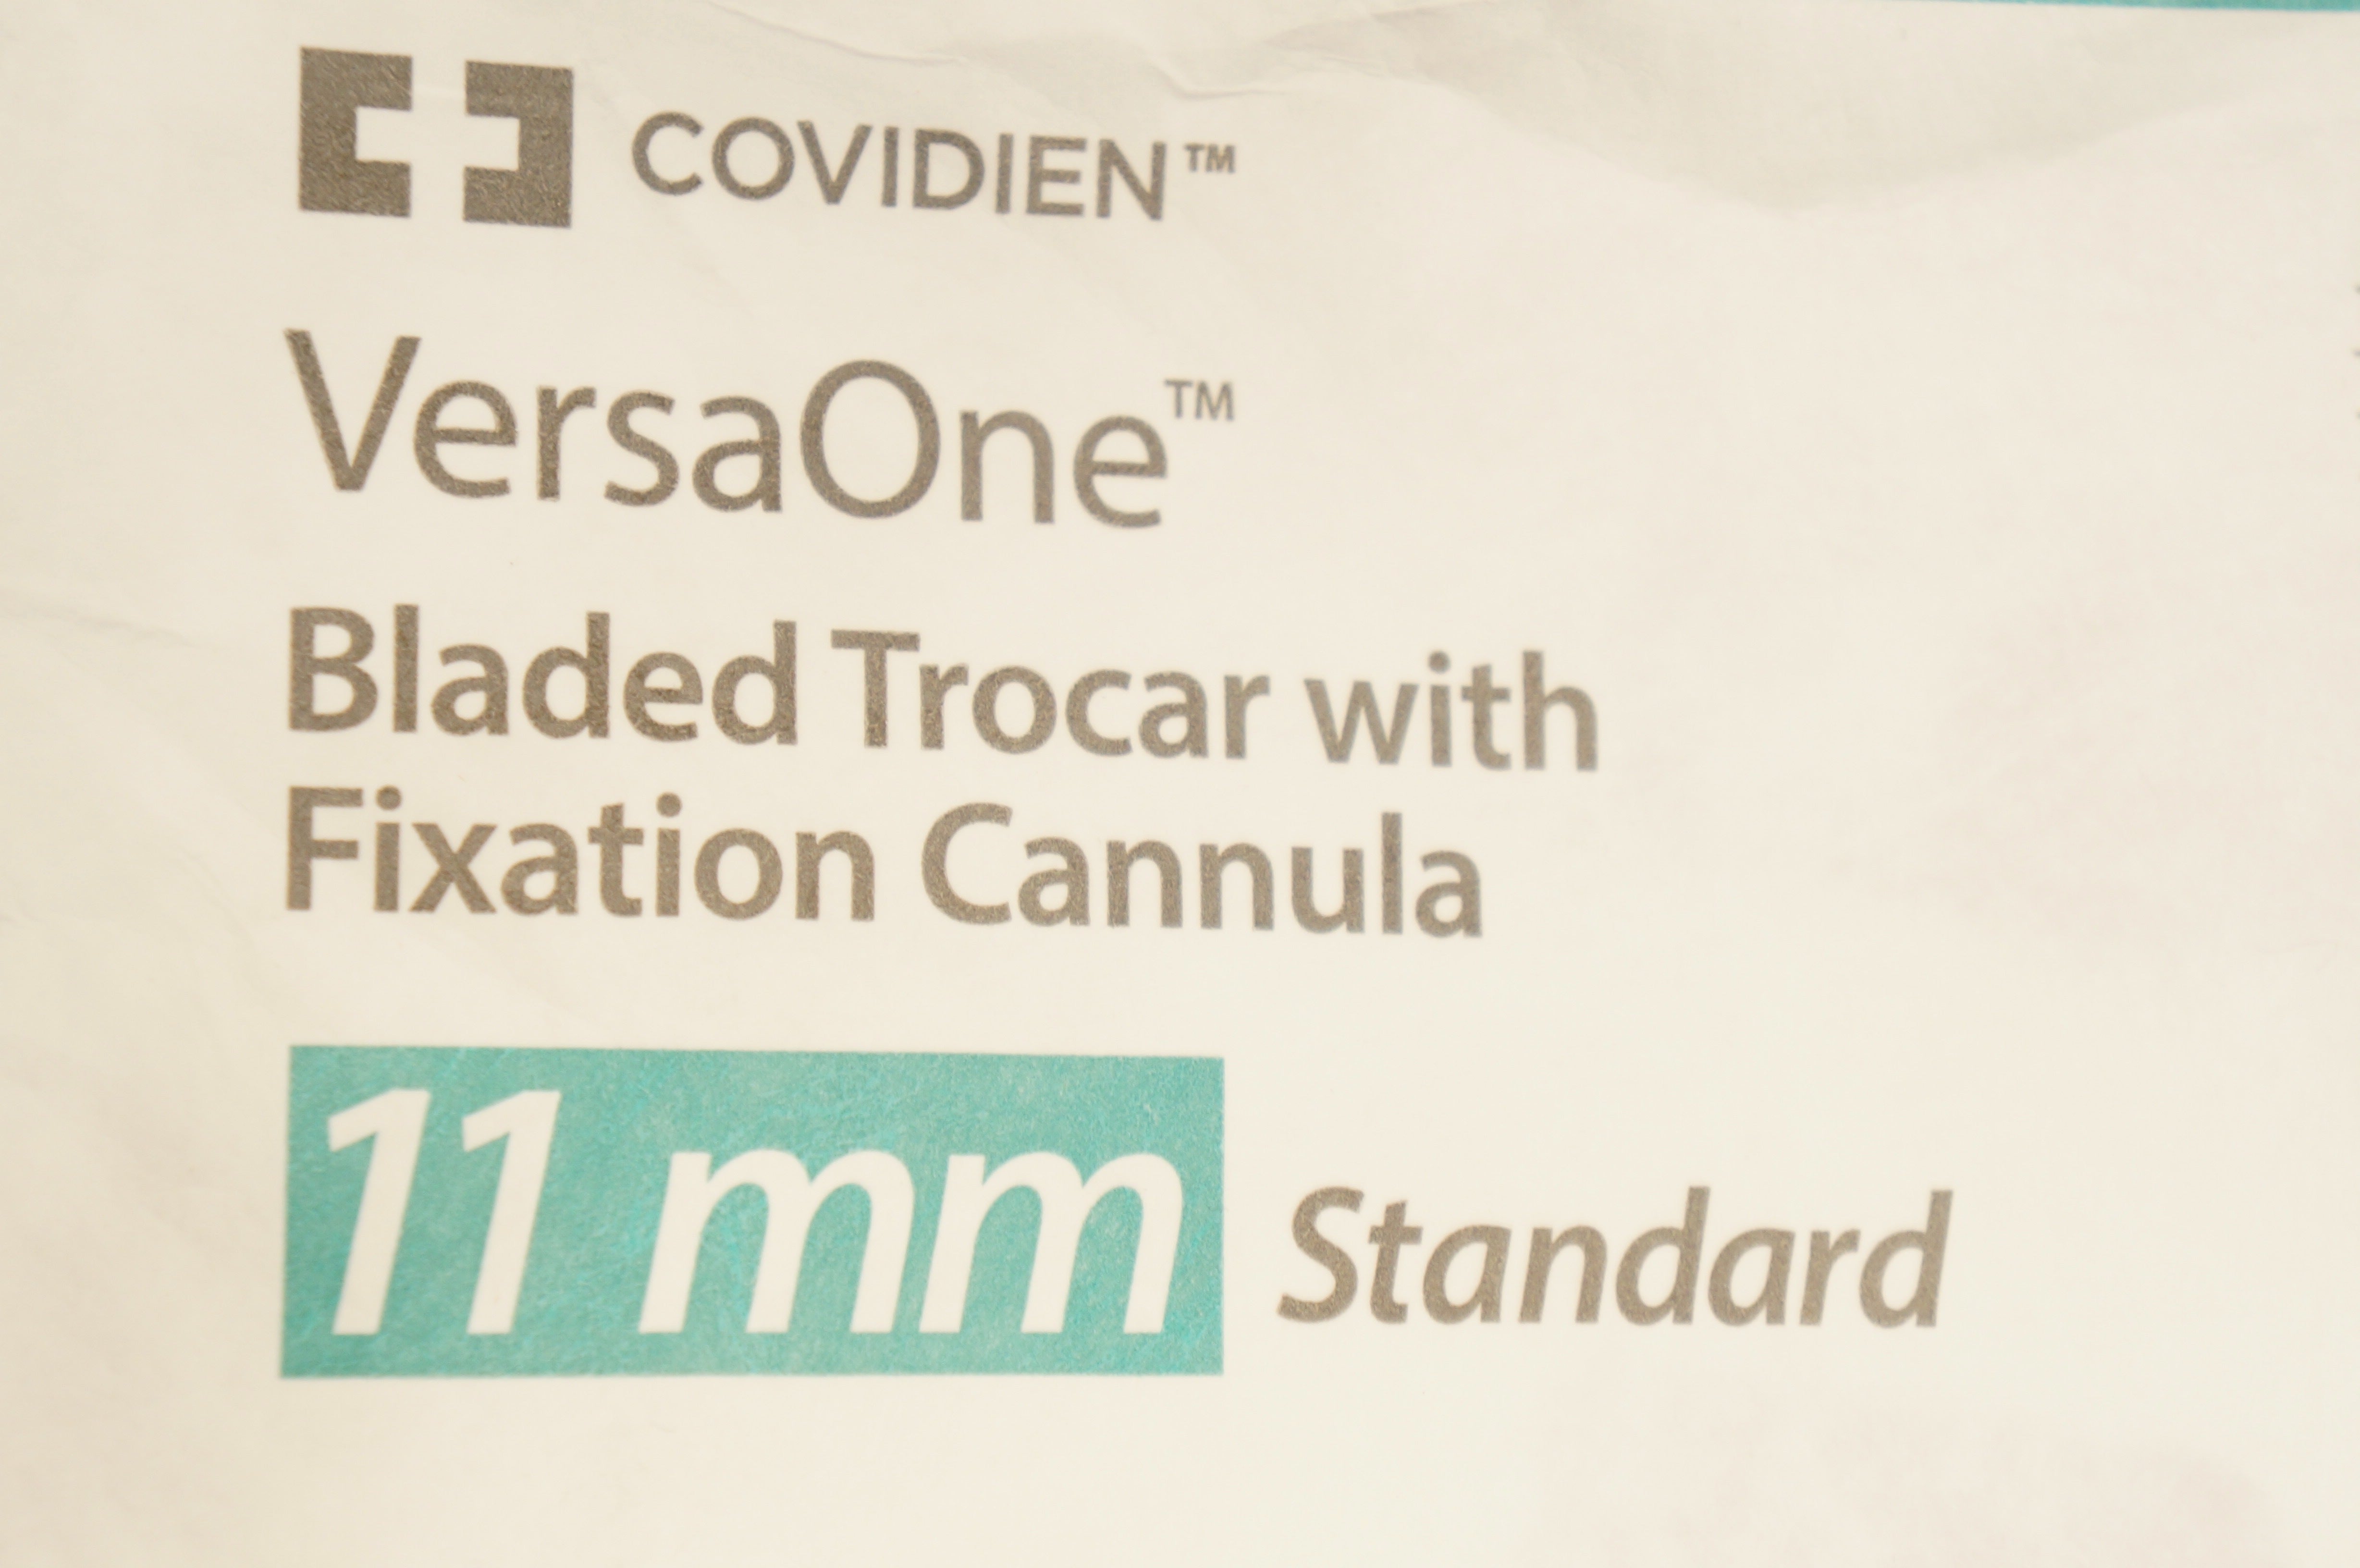 COVIDIEN™
VersaOne™
Bladed Trocar with
Fixation Cannula
11 mm Standard